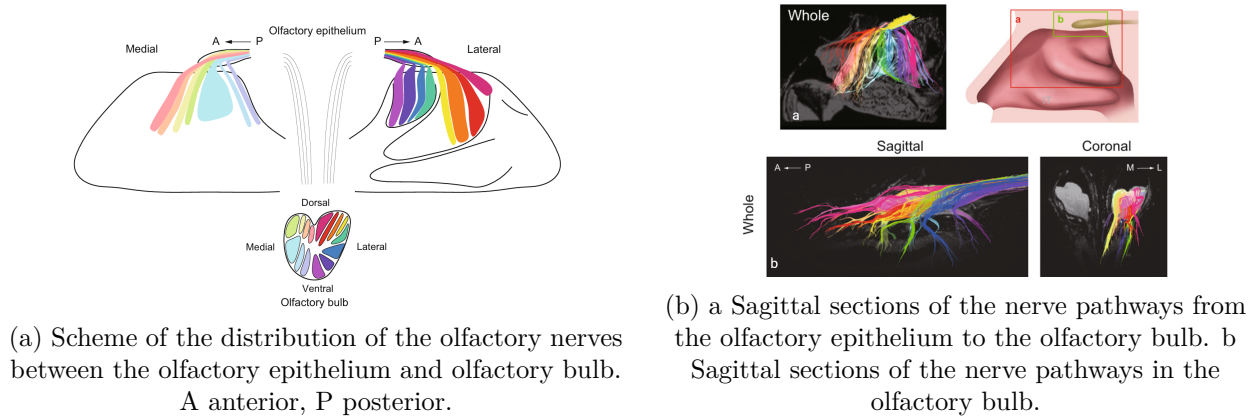 Olfactory epithelium
Medial
A P
P A
Lateral
Dorsal
Medial
Lateral
Ventral
Olfactory bulb
(a) Scheme of the distribution of the olfactory nerves
between the olfactory epithelium and olfactory bulb.
A anterior, P posterior.
Whole
a
a
b
Sagittal
Coronal
A P
M L
Whole
b
(b) a Sagittal sections of the nerve pathways from
the olfactory epithelium to the olfactory bulb. b
Sagittal sections of the nerve pathways in the
olfactory bulb.